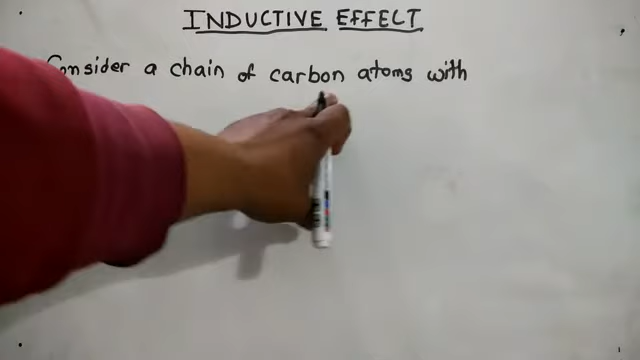 INDUCTIVE EFFECT
Consider a chain of carbon atoms with